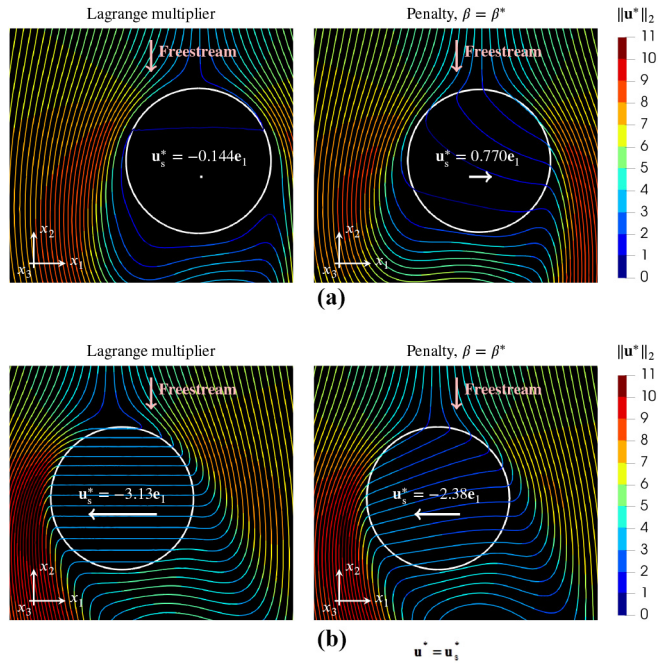 Lagrange multiplier
Penalty, β = β*
‖u*‖₂
Freestream
Freestream
11
10
9
8
7
6
5
4
3
2
1
0
u*ₛ = −0.144e₁
u*ₛ = 0.770e₁
x₂
x₃ x₁
x₂
x₃ x₁
(a)
Lagrange multiplier
Penalty, β = β*
‖u*‖₂
Freestream
Freestream
11
10
9
8
7
6
5
4
3
2
1
0
u*ₛ = −3.13e₁
u*ₛ = −2.38e₁
x₂
x₃ x₁
x₂
x₃ x₁
(b)
u* = u*ₛ